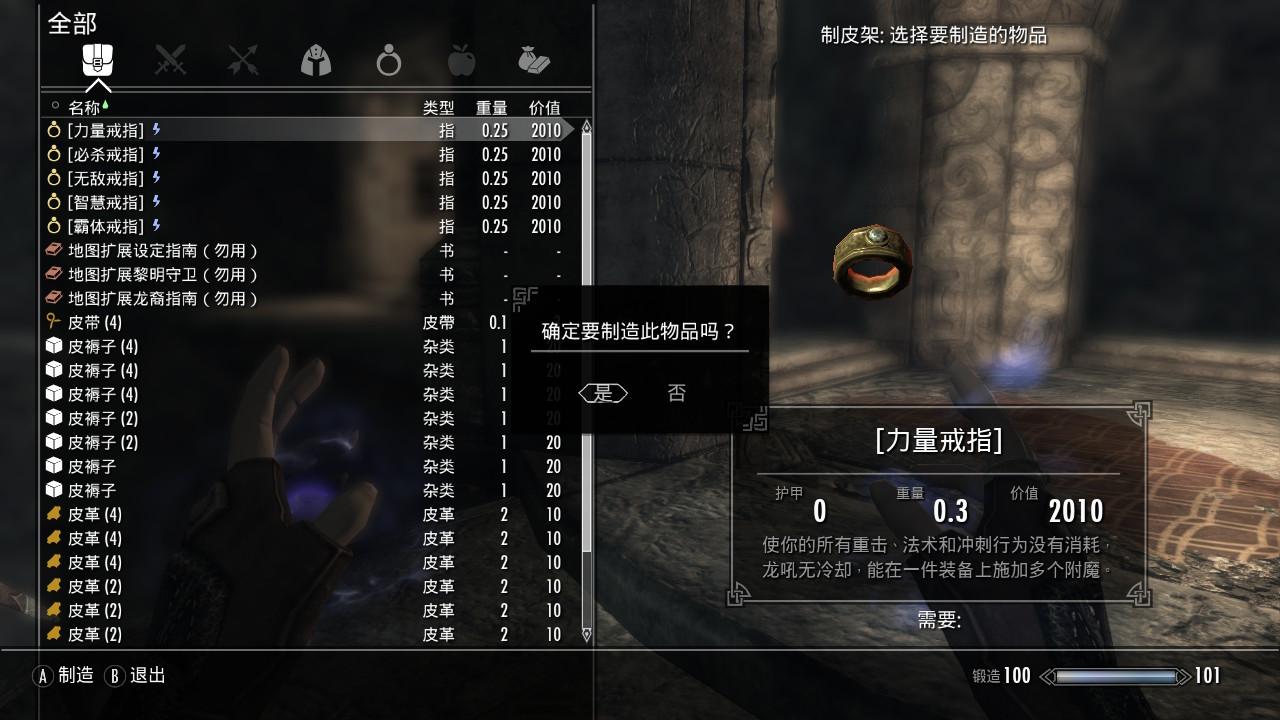 全部
制皮架: 选择要制造的物品
名称 类型 重量 价值
[力量戒指] 指 0.25 2010
[必杀戒指] 指 0.25 2010
[无敌戒指] 指 0.25 2010
[智慧戒指] 指 0.25 2010
[霸体戒指] 指 0.25 2010
地图扩展设定指南（勿用） 书 - -
地图扩展黎明守卫（勿用） 书 - -
地图扩展龙裔指南（勿用） 书 -
皮带 (4) 皮带 0.1
皮褥子 (4) 杂类 1
皮褥子 (4) 杂类 1 20
皮褥子 (4) 杂类 1 20
皮褥子 (2) 杂类 1 20
皮褥子 (2) 杂类 1 20
皮褥子 杂类 1 20
皮褥子 杂类 1 20
皮革 (4) 皮革 2 10
皮革 (4) 皮革 2 10
皮革 (4) 皮革 2 10
皮革 (2) 皮革 2 10
皮革 (2) 皮革 2 10
皮革 (2) 皮革 2 10
确定要制造此物品吗？
是 否
[力量戒指]
护甲 0 重量 0.3 价值 2010
使你的所有重击、法术和冲刺行为没有消耗，
龙吼无冷却，能在一件装备上施加多个附魔。
需要:
A 制造 B 退出
锻造 100 101